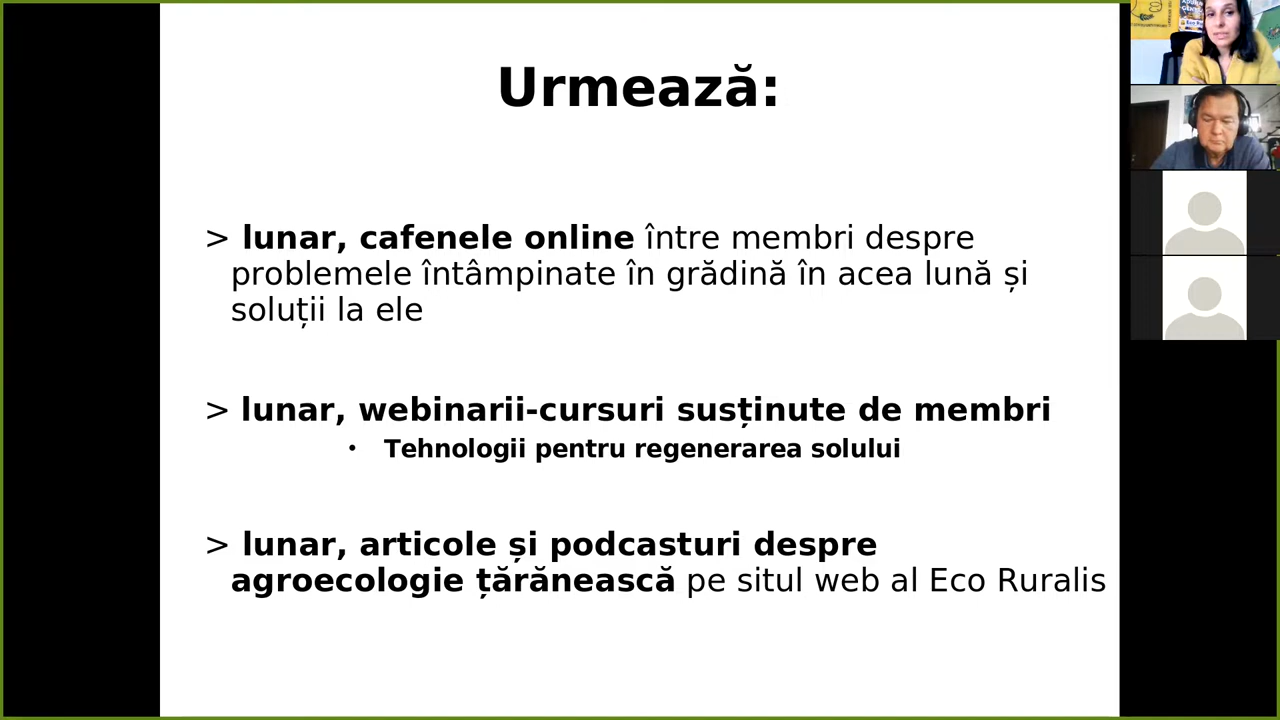 Urmează:
> lunar, cafenele online între membri despre
problemele întâmpinate în grădină în acea lună și
soluții la ele
> lunar, webinarii-cursuri susținute de membri
• Tehnologii pentru regenerarea solului
> lunar, articole și podcasturi despre
agroecologie țărănească pe situl web al Eco Ruralis